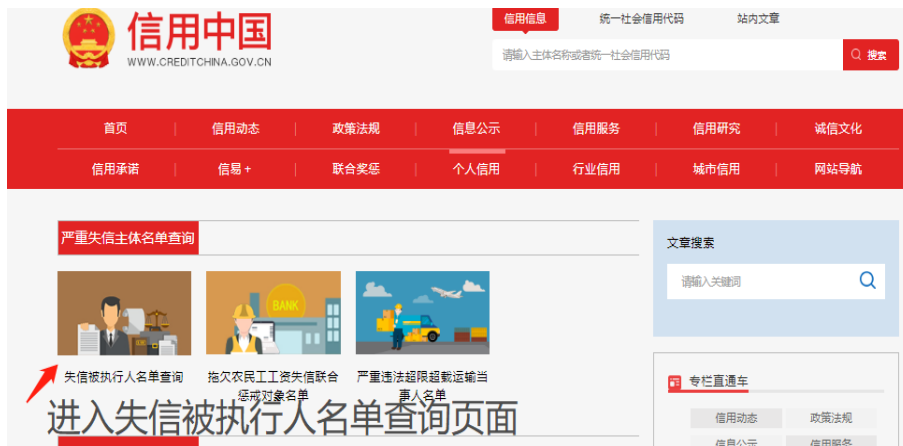 信用中国
WWW.CREDITCHINA.GOV.CN
信用信息 统一社会信用代码 站内文章
请输入主体名称或者统一社会信用代码 搜索
首页 信用动态 政策法规 信息公示 信用服务 信用研究 诚信文化
信用承诺 信易+ 联合奖惩 个人信用 行业信用 城市信用 网站导航
严重失信主体名单查询
BANK
失信被执行人名单查询
拖欠农民工工资失信联合
惩戒对象名单
严重违法超限超载运输当
事人名单
进入失信被执行人名单查询页面
文章搜索
请输入关键词
专栏直通车
信用动态 政策法规
信息公示 信用服务